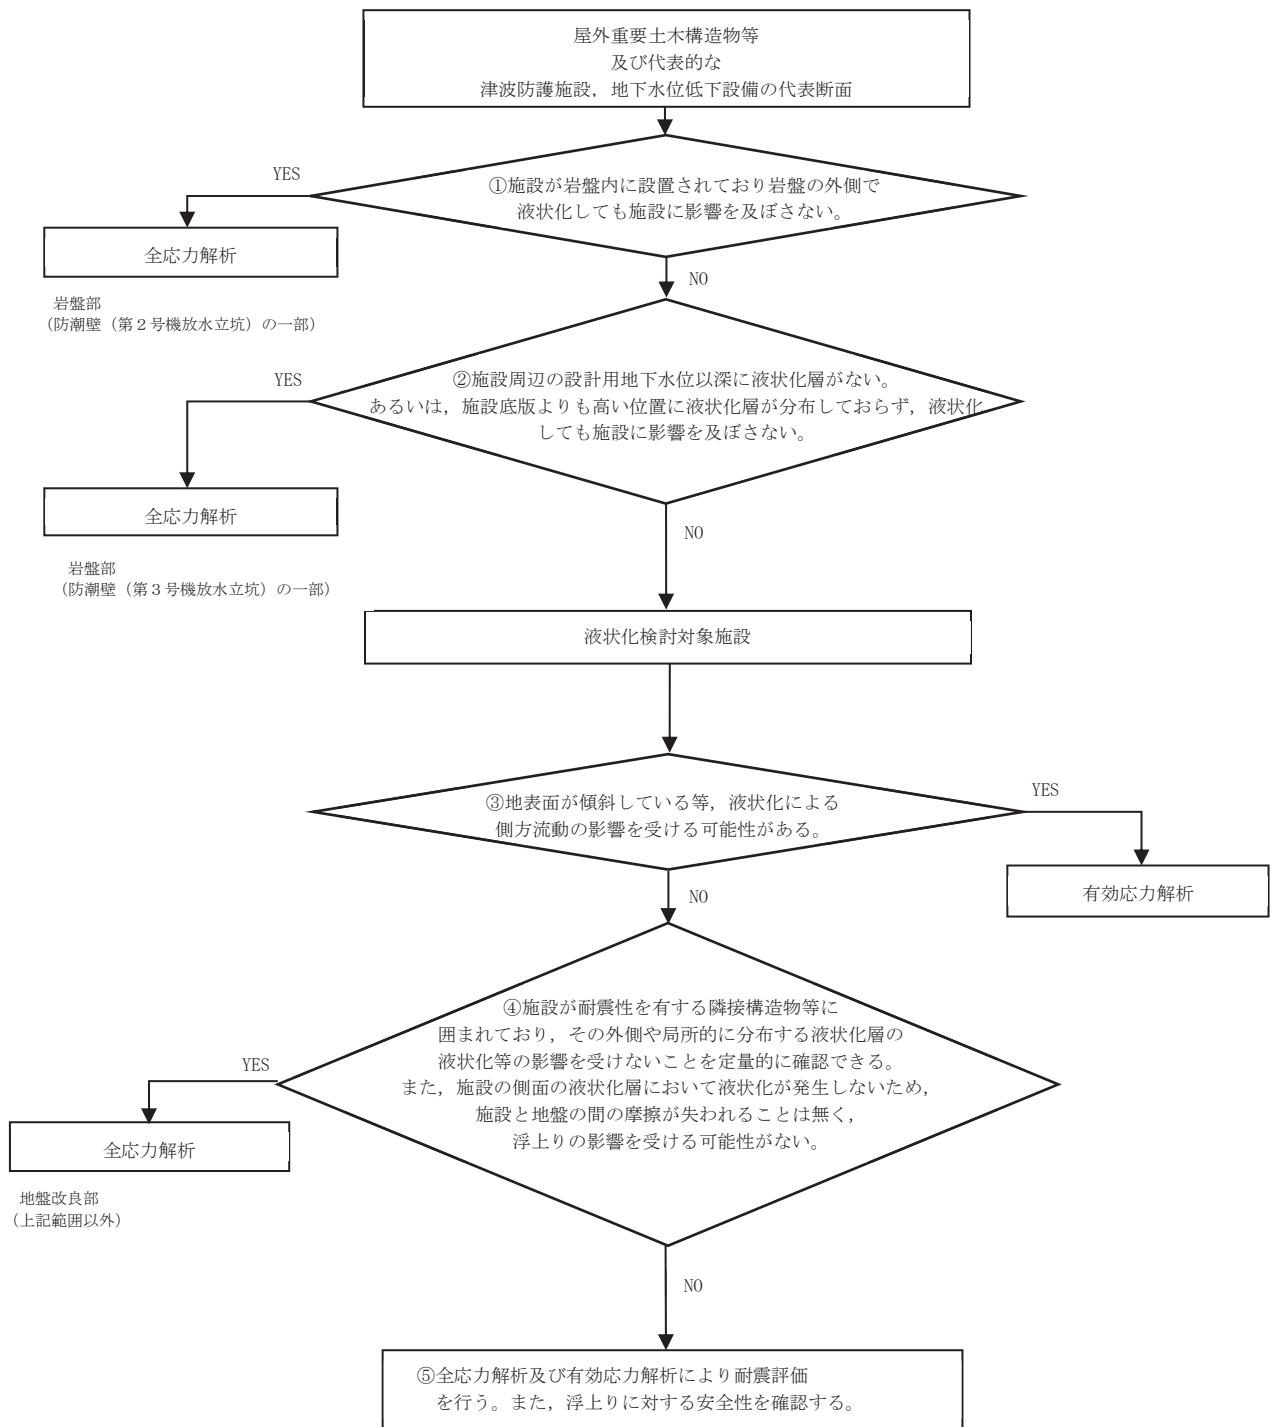 屋外重要土木構造物等
及び代表的な
津波防護施設，地下水位低下設備の代表断面
YES
①施設が岩盤内に設置されており岩盤の外側で
液状化しても施設に影響を及ぼさない。
全応力解析
NO
岩盤部
（防潮壁（第２号機放水立坑）の一部）
YES
②施設周辺の設計用地下水位以深に液状化層がない。
あるいは，施設底版よりも高い位置に液状化層が分布しておらず，液状化
しても施設に影響を及ぼさない。
全応力解析
NO
岩盤部
（防潮壁（第３号機放水立坑）の一部）
液状化検討対象施設
YES
③地表面が傾斜している等，液状化による
側方流動の影響を受ける可能性がある。
有効応力解析
NO
④施設が耐震性を有する隣接構造物等に
囲まれており，その外側や局所的に分布する液状化層の
液状化等の影響を受けないことを定量的に確認できる。
YES
また，施設の側面の液状化層において液状化が発生しないため，
施設と地盤の間の摩擦が失われることは無く，
浮上りの影響を受ける可能性がない。
全応力解析
地盤改良部
（上記範囲以外）
NO
⑤全応力解析及び有効応力解析により耐震評価
を行う。また，浮上りに対する安全性を確認する。